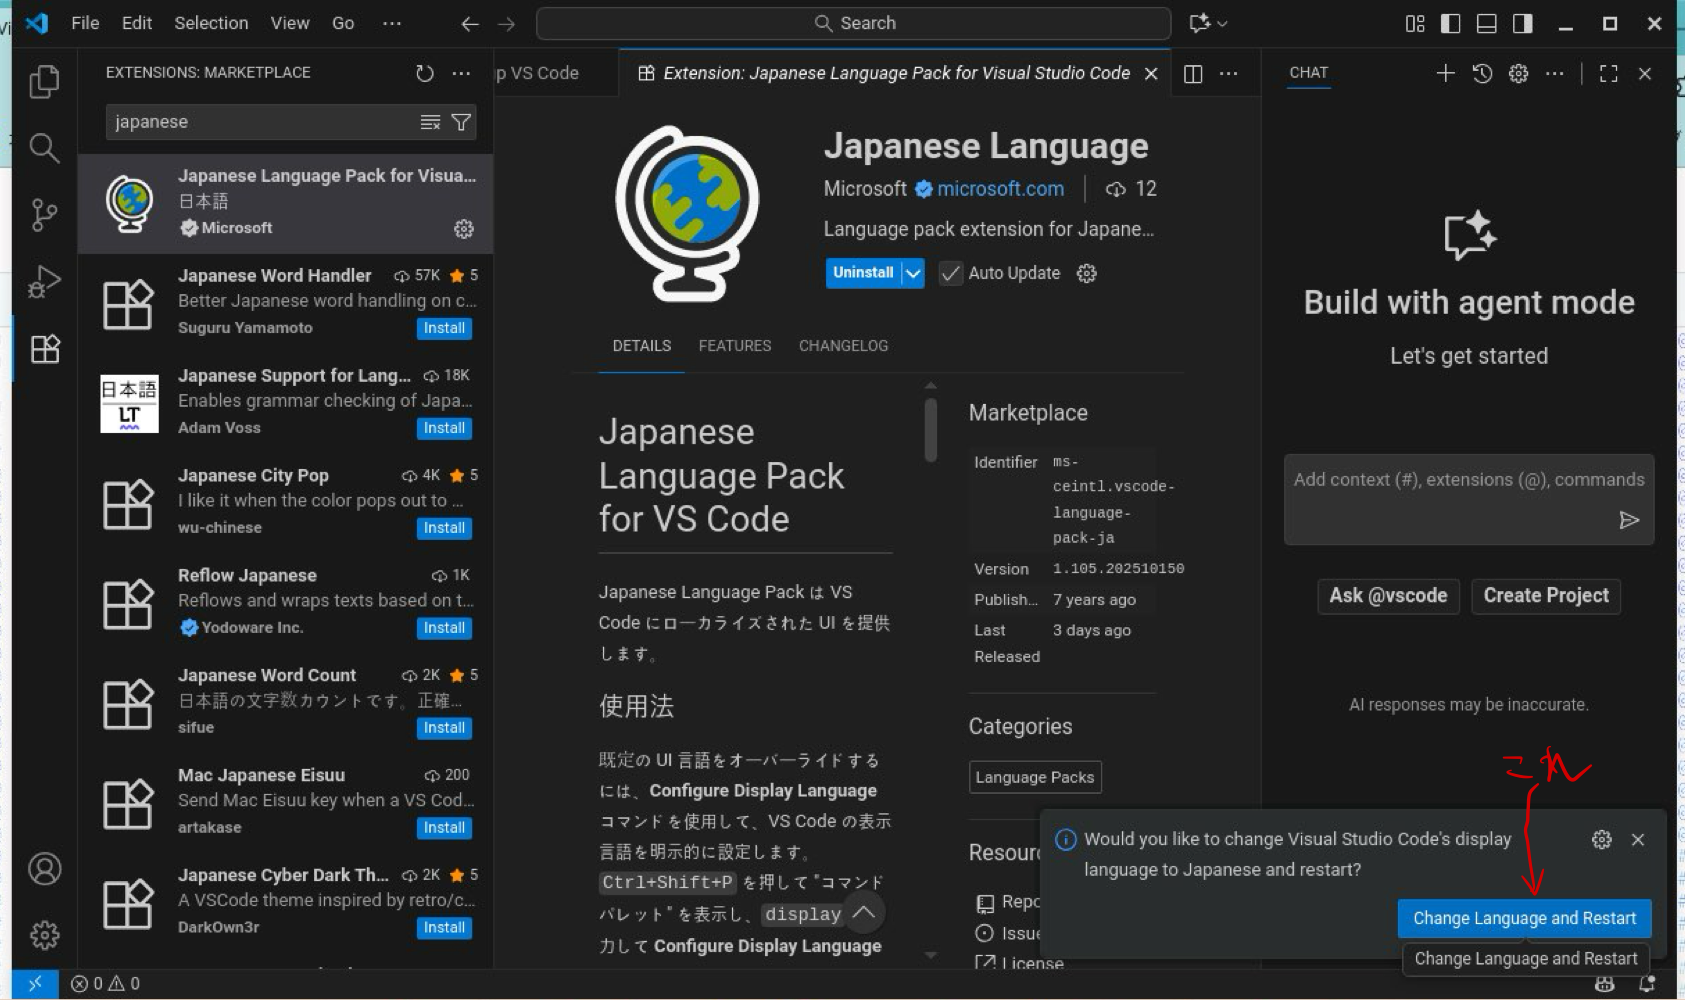 File Edit Selection View Go ··· Search
EXTENSIONS: MARKETPLACE
japanese
Japanese Language Pack for Visua...
日本語
Microsoft
Japanese Word Handler 57K 5
Better Japanese word handling on c...
Suguru Yamamoto Install
Japanese Support for Lang... 18K
Enables grammar checking of Japa...
Adam Voss Install
日本語
LT
Japanese City Pop 4K 5
I like it when the color pops out to ...
wu-chinese Install
Reflow Japanese 1K
Reflows and wraps texts based on t...
Yodoware Inc. Install
Japanese Word Count 2K 5
日本語の文字数カウントです。正確...
sifue Install
Mac Japanese Eisuu 200
Send Mac Eisuu key when a VS Cod...
artakase Install
Japanese Cyber Dark Th... 2K 5
A VSCode theme inspired by retro/c...
DarkOwn3r Install
p VS Code
Extension: Japanese Language Pack for Visual Studio Code
Japanese Language
Microsoft microsoft.com 12
Language pack extension for Japane...
Uninstall Auto Update
DETAILS FEATURES CHANGELOG
Japanese
Language Pack
for VS Code
Japanese Language Pack は VS
Code にローカライズされた UI を提供
します。
使用法
既定の UI 言語をオーバーライドする
には、Configure Display Language
コマンドを使用して、VS Code の表示
言語を明示的に設定します。
Ctrl+Shift+P を押して "コマンド
パレット" を表示し、display
力して Configure Display Language
Marketplace
Identifier ms-
ceintl.vscode-
language-
pack-ja
Version 1.105.202510150
Publish... 7 years ago
Last 3 days ago
Released
Categories
Language Packs
Resour
Repo
Issue
License
CHAT
Build with agent mode
Let's get started
Add context (#), extensions (@), commands
Ask @vscode Create Project
AI responses may be inaccurate.
これ
Would you like to change Visual Studio Code's display
language to Japanese and restart?
Change Language and Restart
Change Language and Restart
0 0